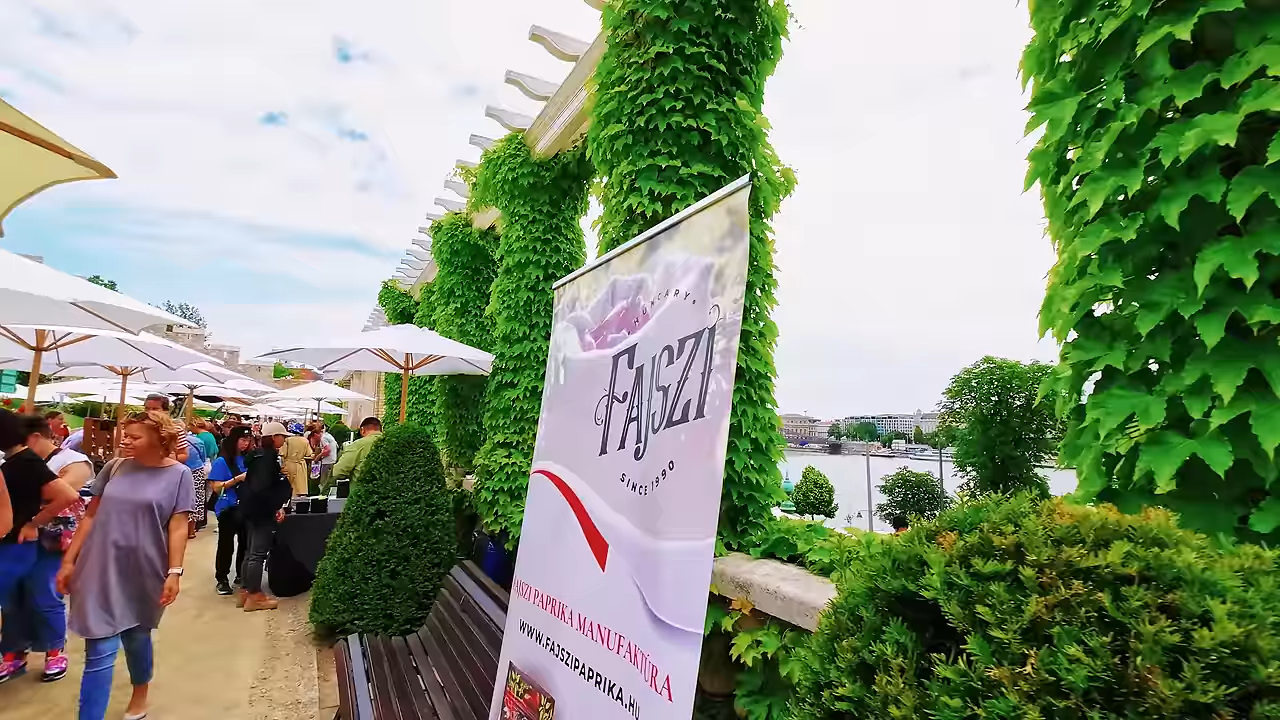 HUNGARY
FAJSZI
SINCE 1990
FAJSZI PAPRIKA MANUFAKTÚRA
WWW.FAJSZIPAPRIKA.HU